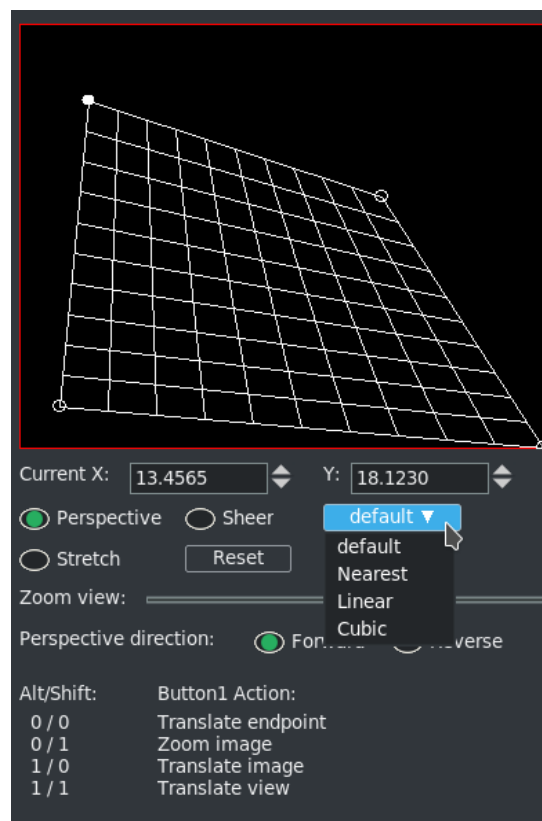 Current X: 13.4565 Y: 18.1230
Perspective Sheer default ▼
default
Stretch Reset
Nearest
Linear
Zoom view:
Cubic
Perspective direction:
Alt/Shift: Button1 Action:
0 / 0 Translate endpoint
0 / 1 Zoom image
1 / 0 Translate image
1 / 1 Translate view